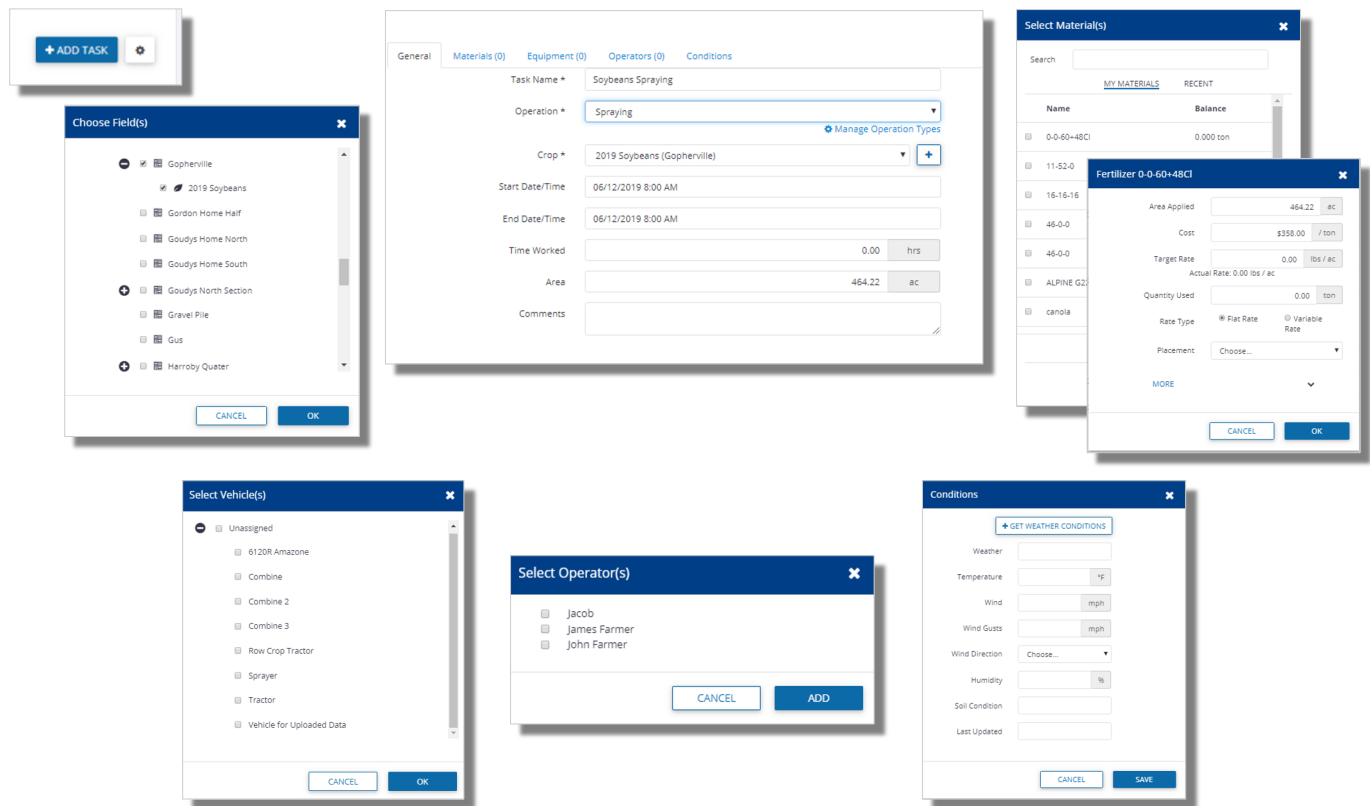 + ADD TASK
Choose Field(s)
Gopherville
2019 Soybeans
Gordon Home Half
Goudys Home North
Goudys Home South
Goudys North Section
Gravel Pile
Gus
Harroby Quater
CANCEL OK
General Materials (0) Equipment (0) Operators (0) Conditions
Task Name * Soybeans Spraying
Operation * Spraying
Manage Operation Types
Crop * 2019 Soybeans (Gopherville) +
Start Date/Time 06/12/2019 8:00 AM
End Date/Time 06/12/2019 8:00 AM
Time Worked 0.00 hrs
Area 464.22 ac
Comments
Select Material(s)
Search
MY MATERIALS RECENT
Name Balance
0-0-60+48Cl 0.000 ton
11-52-0
16-16-16
46-0-0
46-0-0
ALPINE G2
canola
Fertilizer 0-0-60+48Cl
Area Applied 464.22 ac
Cost $358.00 / ton
Target Rate 0.00 lbs / ac
Actual Rate: 0.00 lbs / ac
Quantity Used 0.00 ton
Rate Type Flat Rate Variable
Rate
Placement Choose...
MORE
CANCEL OK
Select Vehicle(s)
Unassigned
6120R Amazone
Combine
Combine 2
Combine 3
Row Crop Tractor
Sprayer
Tractor
Vehicle for Uploaded Data
CANCEL OK
Select Operator(s)
Jacob
James Farmer
John Farmer
CANCEL ADD
Conditions
+ GET WEATHER CONDITIONS
Weather
Temperature °F
Wind mph
Wind Gusts mph
Wind Direction Choose...
Humidity %
Soil Condition
Last Updated
CANCEL SAVE